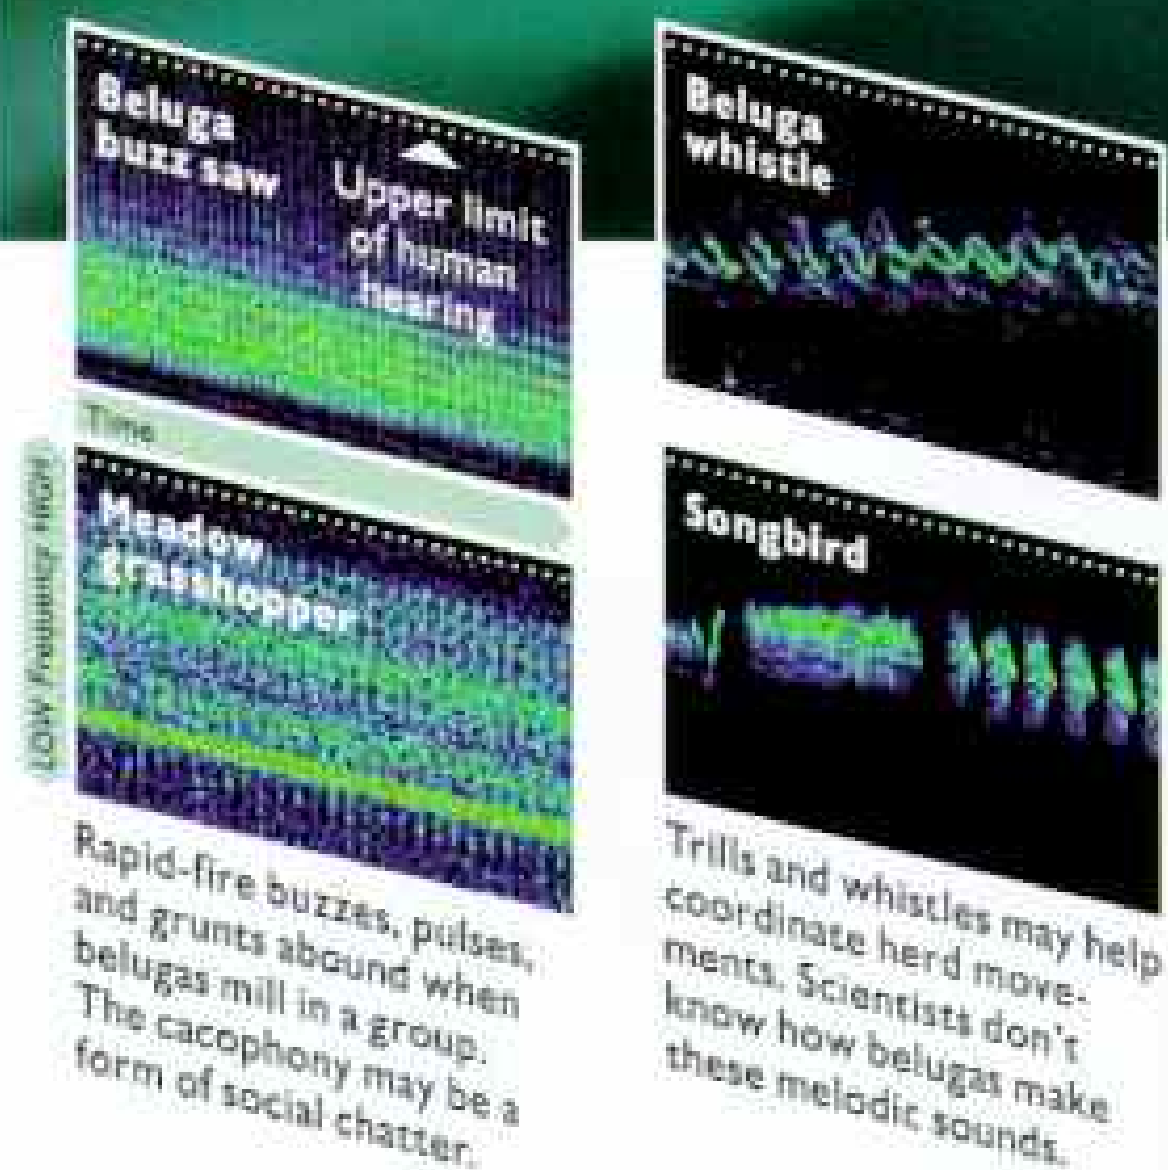 Beluga
buzz saw
Upper limit
of human
hearing
Time
LOW Frequency HIGH
Meadow
grasshopper
Rapid-fire buzzes, pulses,
and grunts abound when
belugas mill in a group.
The cacophony may be a
form of social chatter.
Beluga
whistle
Songbird
Trills and whistles may help
coordinate herd move-
ments. Scientists don't
know how belugas make
these melodic sounds.